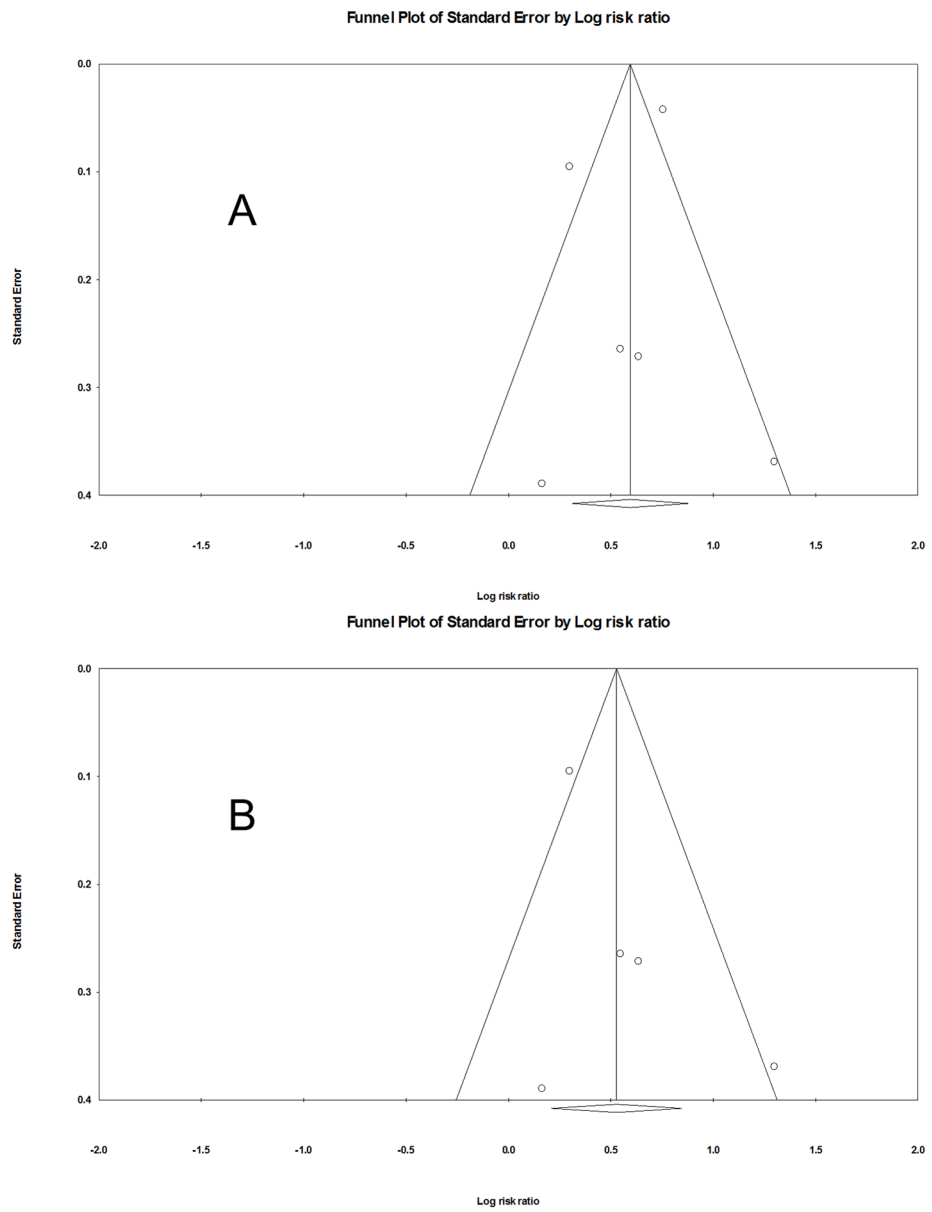 Funnel Plot of Standard Error by Log risk ratio
0.0
0.1
A
0.2
Standard Error
0.3
0.4
-2.0 -1.5 -1.0 -0.5 0.0 0.5 1.0 1.5 2.0
Log risk ratio
Funnel Plot of Standard Error by Log risk ratio
0.0
0.1
B
0.2
Standard Error
0.3
0.4
-2.0 -1.5 -1.0 -0.5 0.0 0.5 1.0 1.5 2.0
Log risk ratio